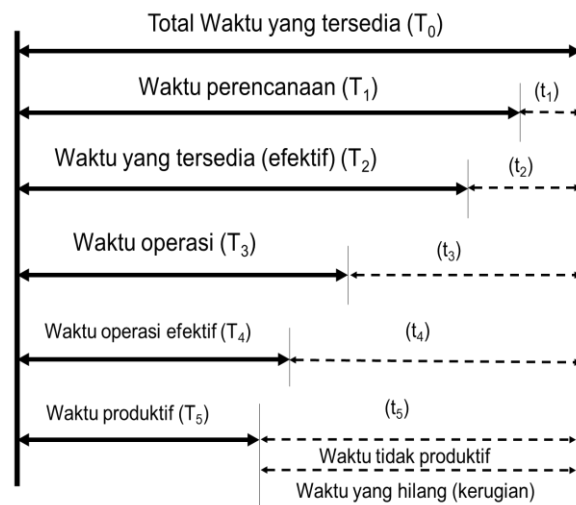 Total Waktu yang tersedia (T₀)
Waktu perencanaan (T₁)
(t₁)
Waktu yang tersedia (efektif) (T₂)
(t₂)
Waktu operasi (T₃)
(t₃)
Waktu operasi efektif (T₄)
(t₄)
Waktu produktif (T₅)
(t₅)
Waktu tidak produktif
Waktu yang hilang (kerugian)